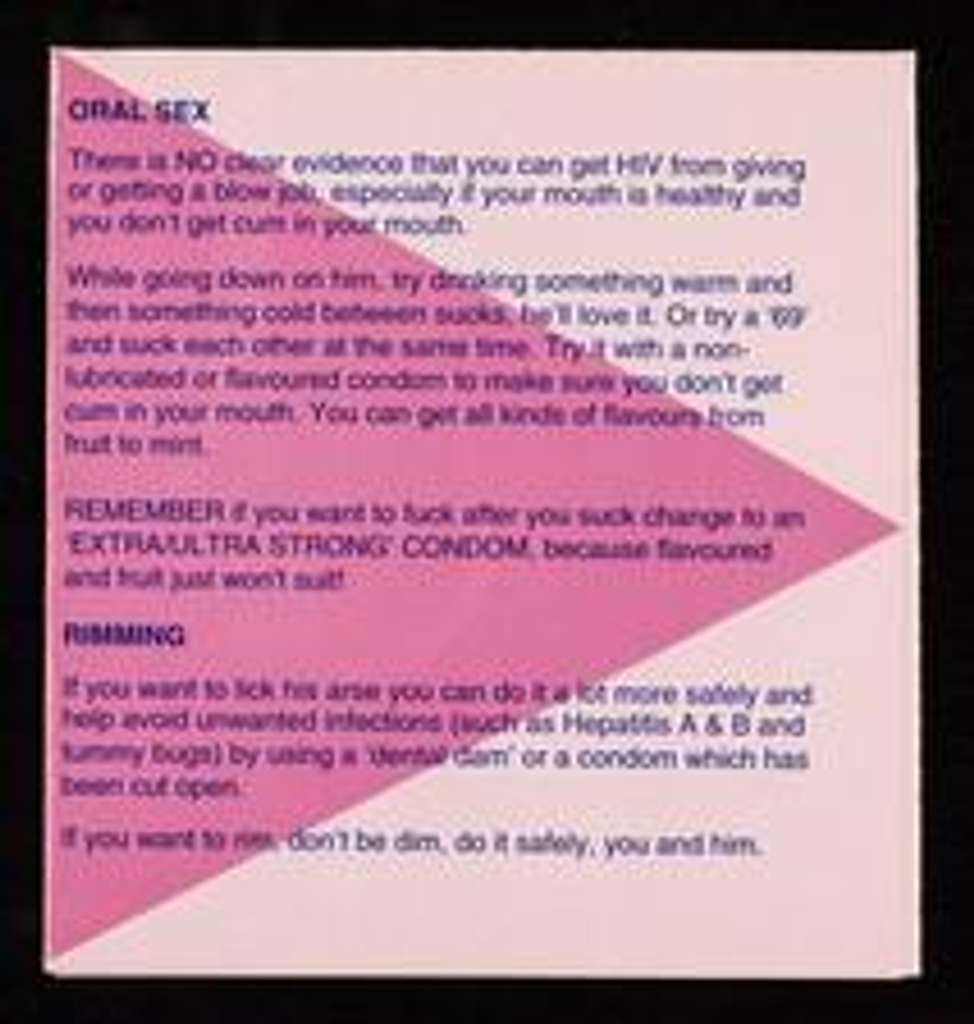 ORAL SEX
There is NO clear evidence that you can get HIV from giving
or getting a blow job, especially if your mouth is healthy and
you don't get cum in your mouth.
While going down on him, try drinking something warm and
then something cold between sucks, he'll love it. Or try a '69'
and suck each other at the same time. Try it with a non-
lubricated or flavoured condom to make sure you don't get
cum in your mouth. You can get all kinds of flavours from
fruit to mint.
REMEMBER if you want to fuck after you suck change to an
'EXTRA/ULTRA STRONG' CONDOM, because flavoured
and fruit just won't suit!
RIMMING
If you want to lick his arse you can do it a lot more safely and
help avoid unwanted infections (such as Hepatitis A & B and
tummy bugs) by using a 'dental dam' or a condom which has
been cut open.
If you want to rim, don't be dim, do it safely, you and him.